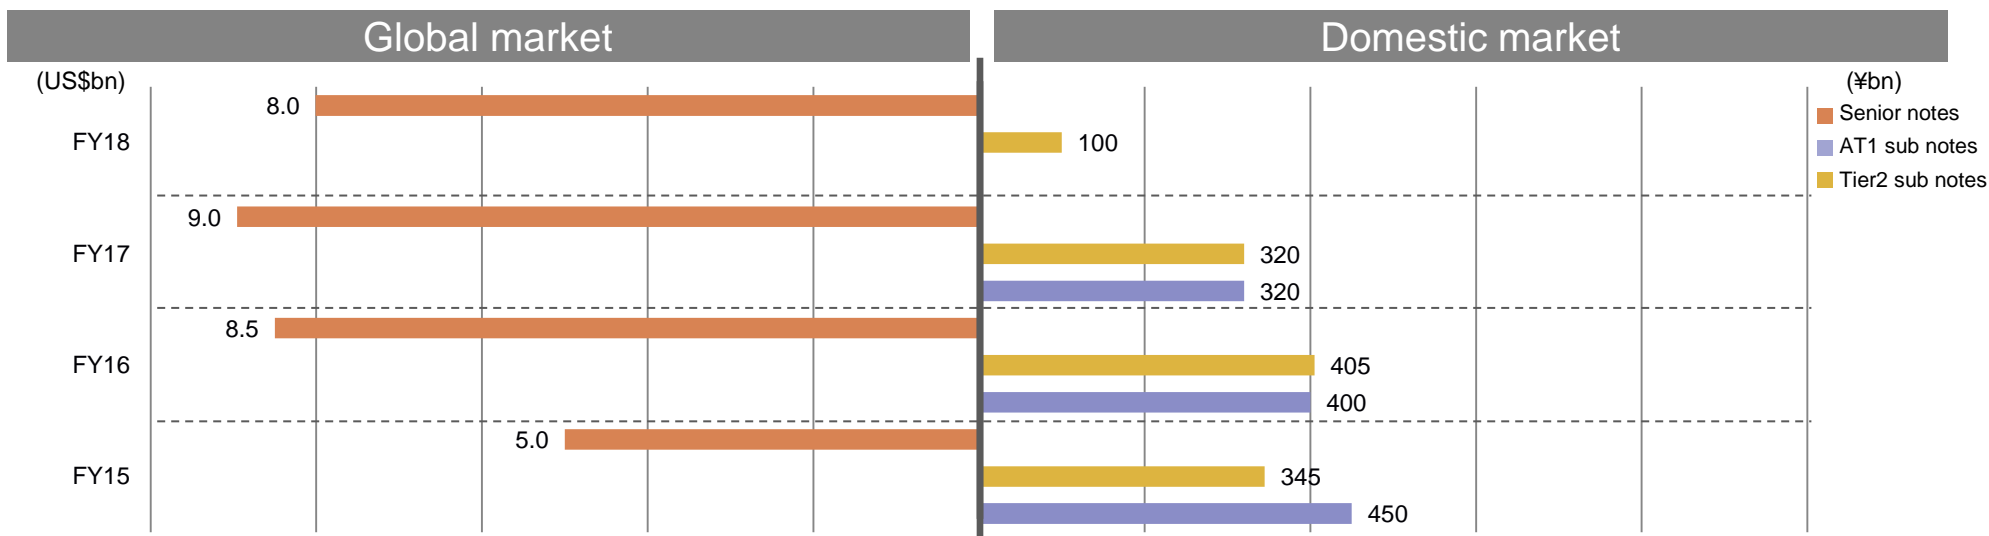 Global market
Domestic market
(US$bn)
(¥bn)
Senior notes
AT1 sub notes
Tier2 sub notes
FY18
8.0
100
FY17
9.0
320
320
FY16
8.5
405
400
FY15
5.0
345
450